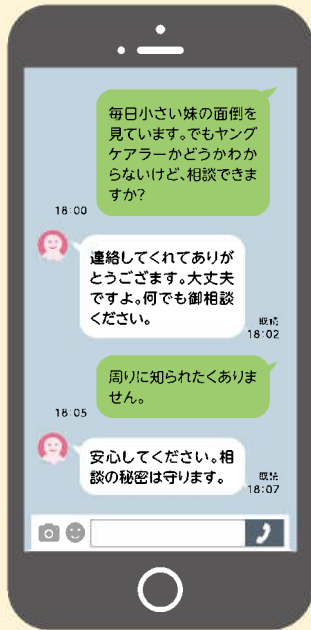 毎日小さい妹の面倒を
見ています。でもヤング
ケアラーかどうかわか
らないけど、相談できま
すか?
18:00
連絡してくれてありが
とうござます。大丈夫
ですよ。何でも御相談
ください。
既読
18:02
周りに知られたくありま
せん。
18:05
安心してください。相
談の秘密は守ります。
既読
18:07